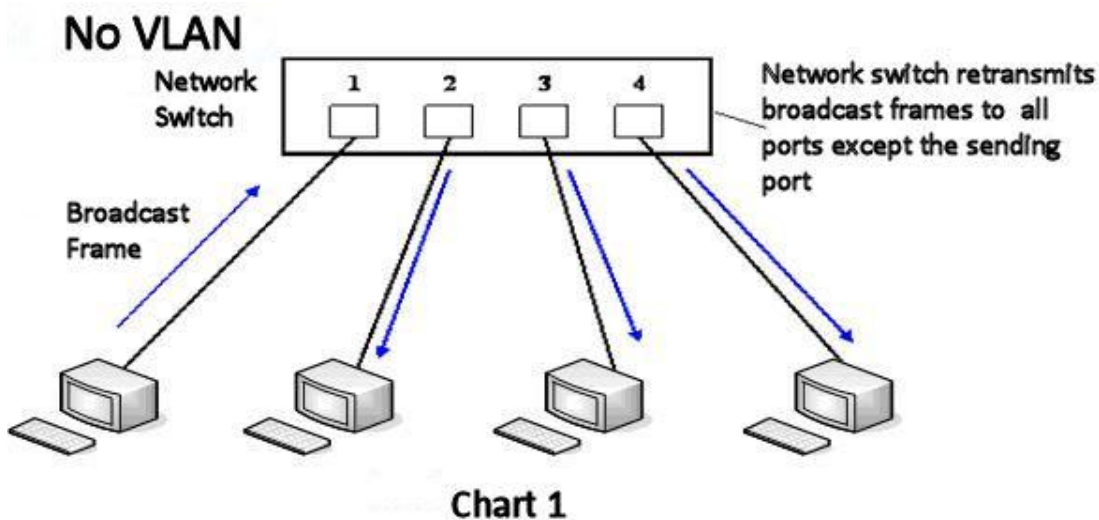 No VLAN
Network
Switch
1 2 3 4
Network switch retransmits
broadcast frames to all
ports except the sending
port
Broadcast
Frame
Chart 1